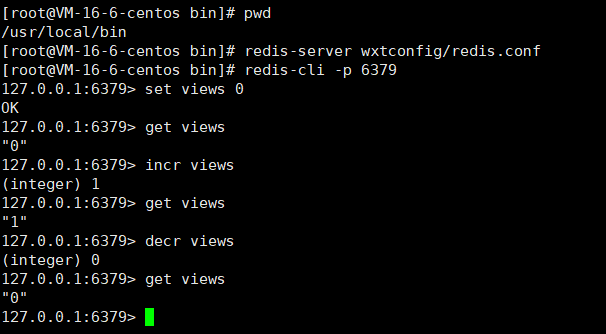 [root@VM-16-6-centos bin]# pwd
/usr/local/bin
[root@VM-16-6-centos bin]# redis-server wxtconfig/redis.conf
[root@VM-16-6-centos bin]# redis-cli -p 6379
127.0.0.1:6379> set views 0
OK
127.0.0.1:6379> get views
"0"
127.0.0.1:6379> incr views
(integer) 1
127.0.0.1:6379> get views
"1"
127.0.0.1:6379> decr views
(integer) 0
127.0.0.1:6379> get views
"0"
127.0.0.1:6379>